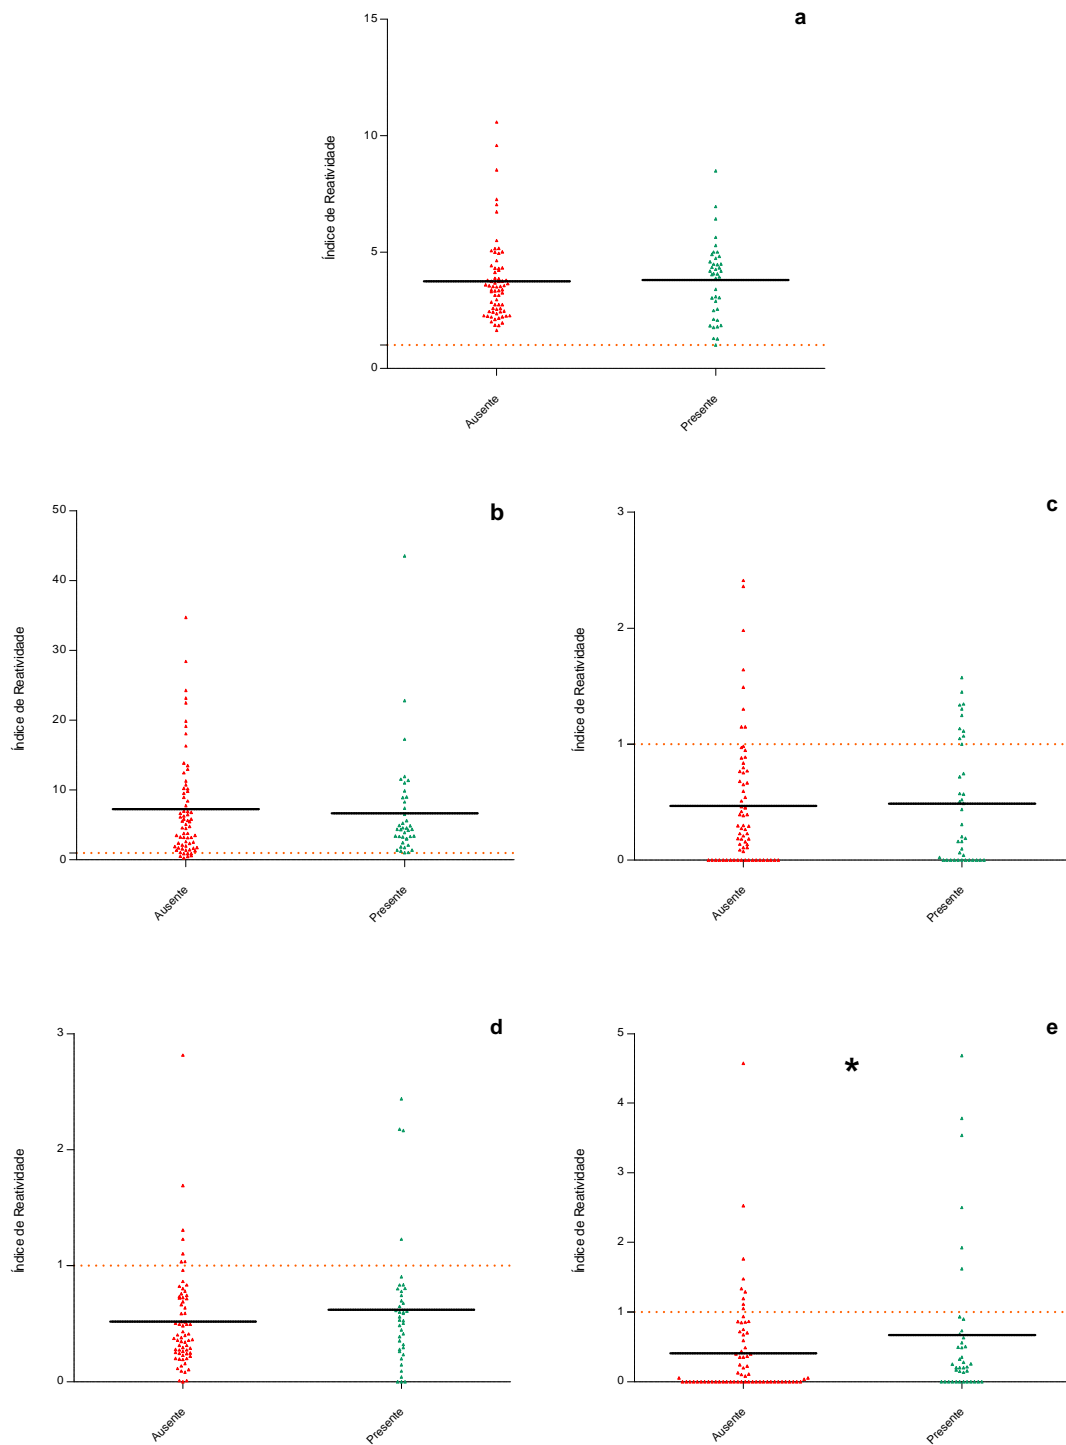 a
15
10
5
0
Índice de Reatividade
Ausente
Presente
b
50
40
30
20
10
0
Índice de Reatividade
Ausente
Presente
c
3
2
1
0
Índice de Reatividade
Ausente
Presente
d
3
2
1
0
Índice de Reatividade
Ausente
Presente
e
*
5
4
3
2
1
0
Índice de Reatividade
Ausente
Presente